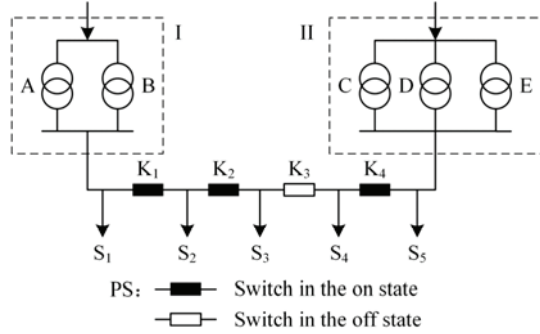 I II
A B C D E
K₁ K₂ K₃ K₄
S₁ S₂ S₃ S₄ S₅
PS: Switch in the on state
Switch in the off state